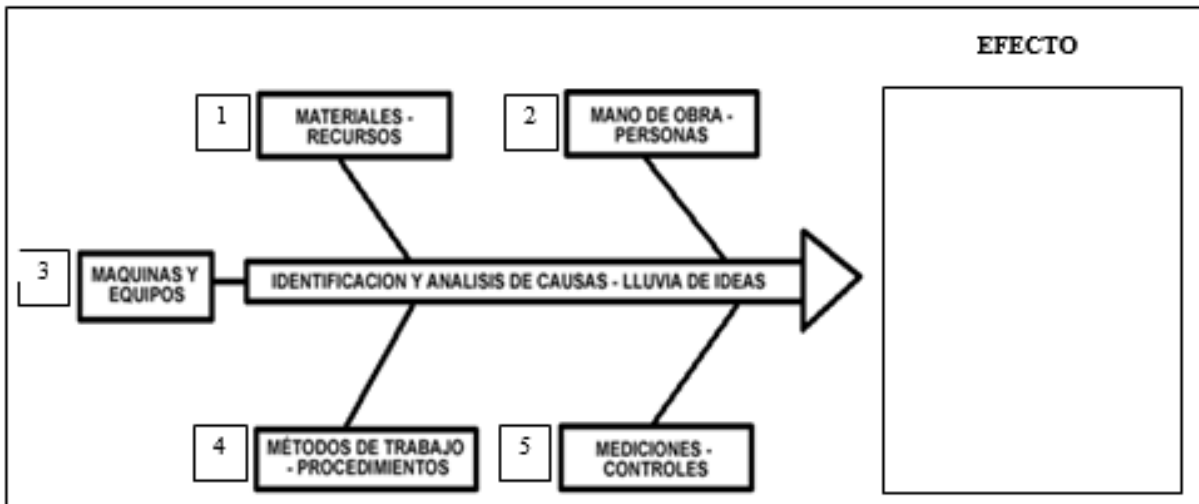 EFECTO
1
MATERIALES -
RECURSOS
2
MANO DE OBRA -
PERSONAS
3
MAQUINAS Y
EQUIPOS
IDENTIFICACION Y ANALISIS DE CAUSAS - LLUVIA DE IDEAS
4
MÉTODOS DE TRABAJO
- PROCEDIMIENTOS
5
MEDICIONES -
CONTROLES